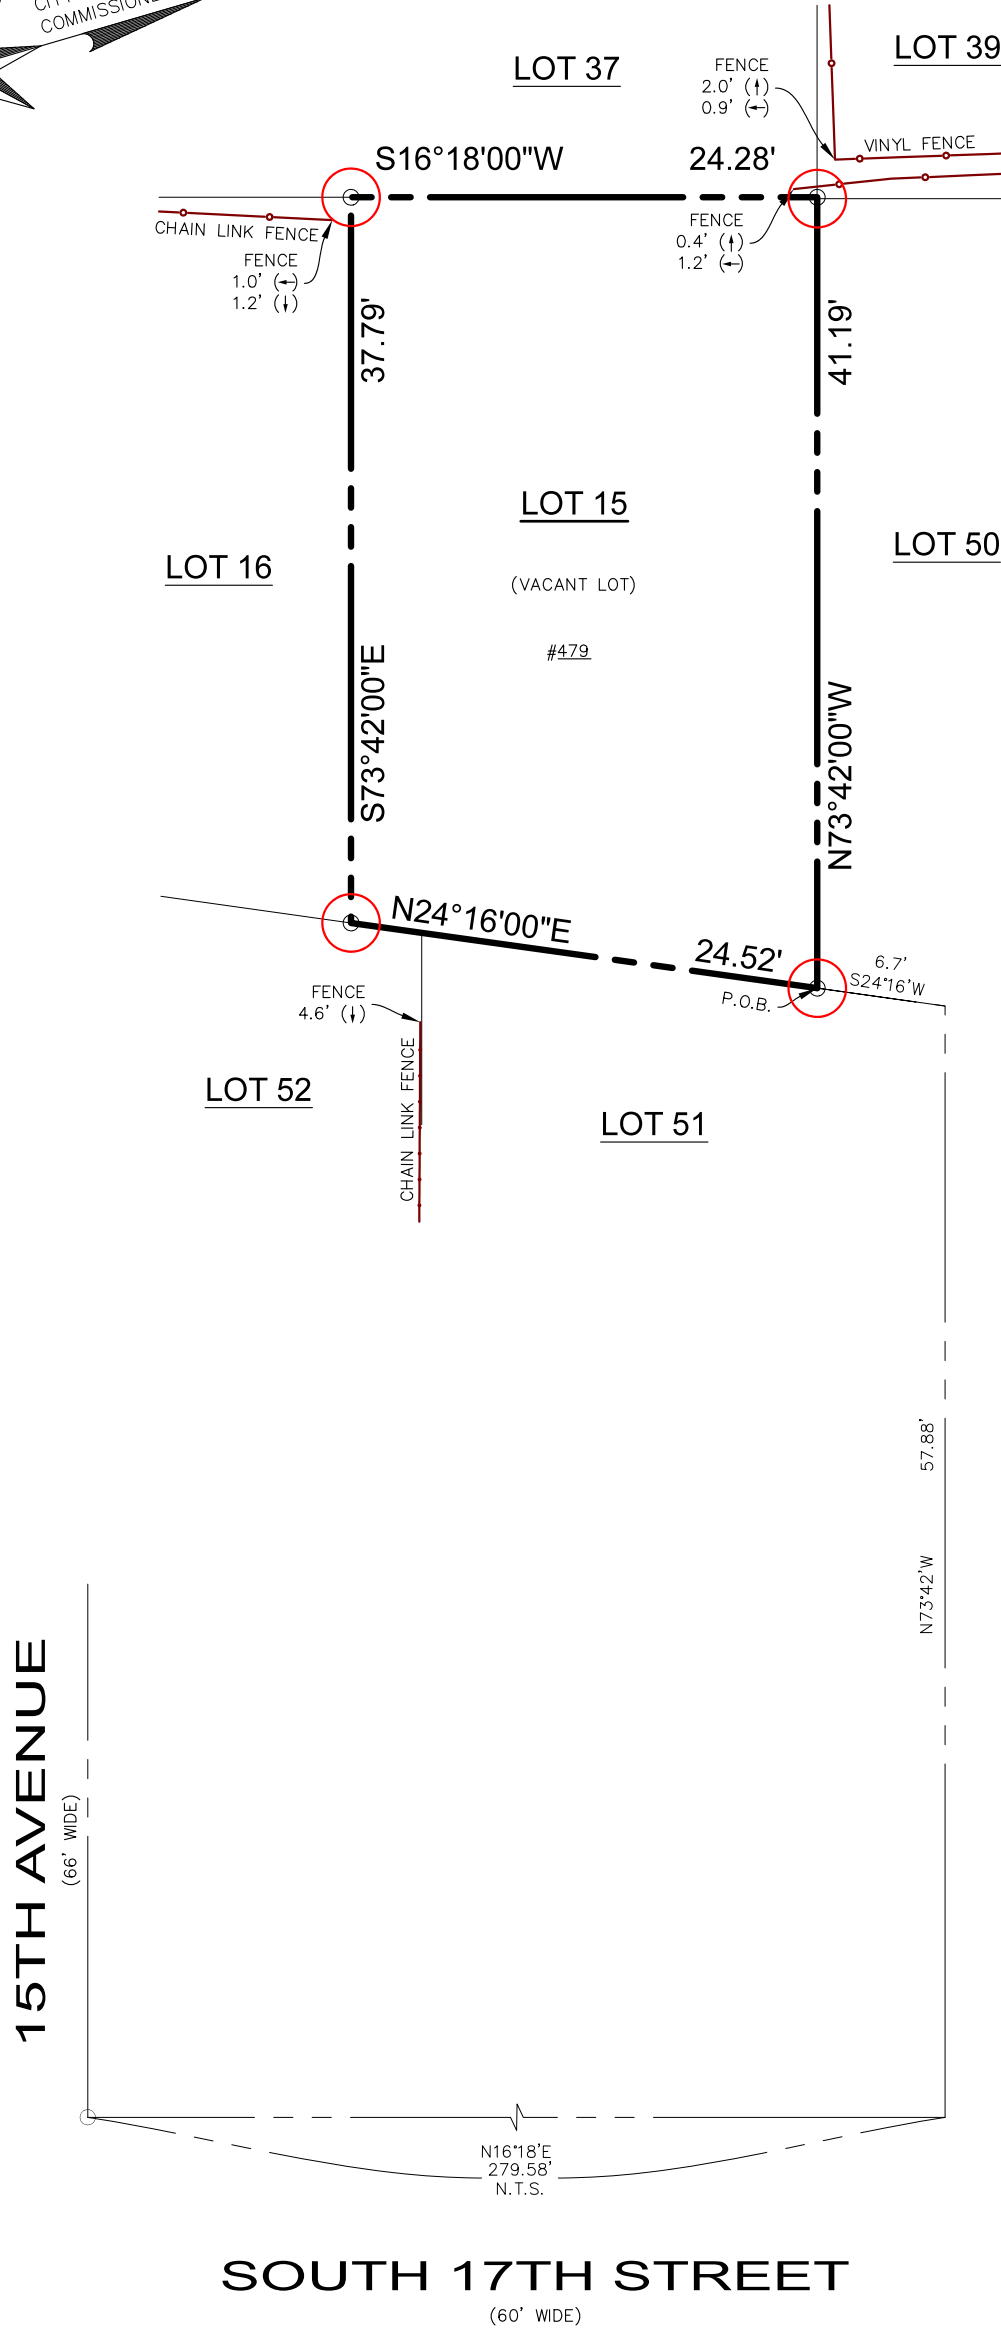 COMMISSIONE
LOT 37
LOT 39
FENCE
2.0' (↑)
0.9' (←)
VINYL FENCE
S16°18'00"W
24.28'
CHAIN LINK FENCE
FENCE
1.0' (←)
1.2' (↓)
FENCE
0.4' (↑)
1.2' (←)
37.79'
41.19'
LOT 15
(VACANT LOT)
#479
LOT 16
LOT 50
S73°42'00"E
N73°42'00"W
N24°16'00"E
24.52'
P.O.B.
6.7'
S24°16'W
FENCE
4.6' (↓)
CHAIN LINK FENCE
LOT 52
LOT 51
57.88'
N73°42'W
15TH AVENUE
(66' WIDE)
N16°18'E
279.58'
N.T.S.
SOUTH 17TH STREET
(60' WIDE)